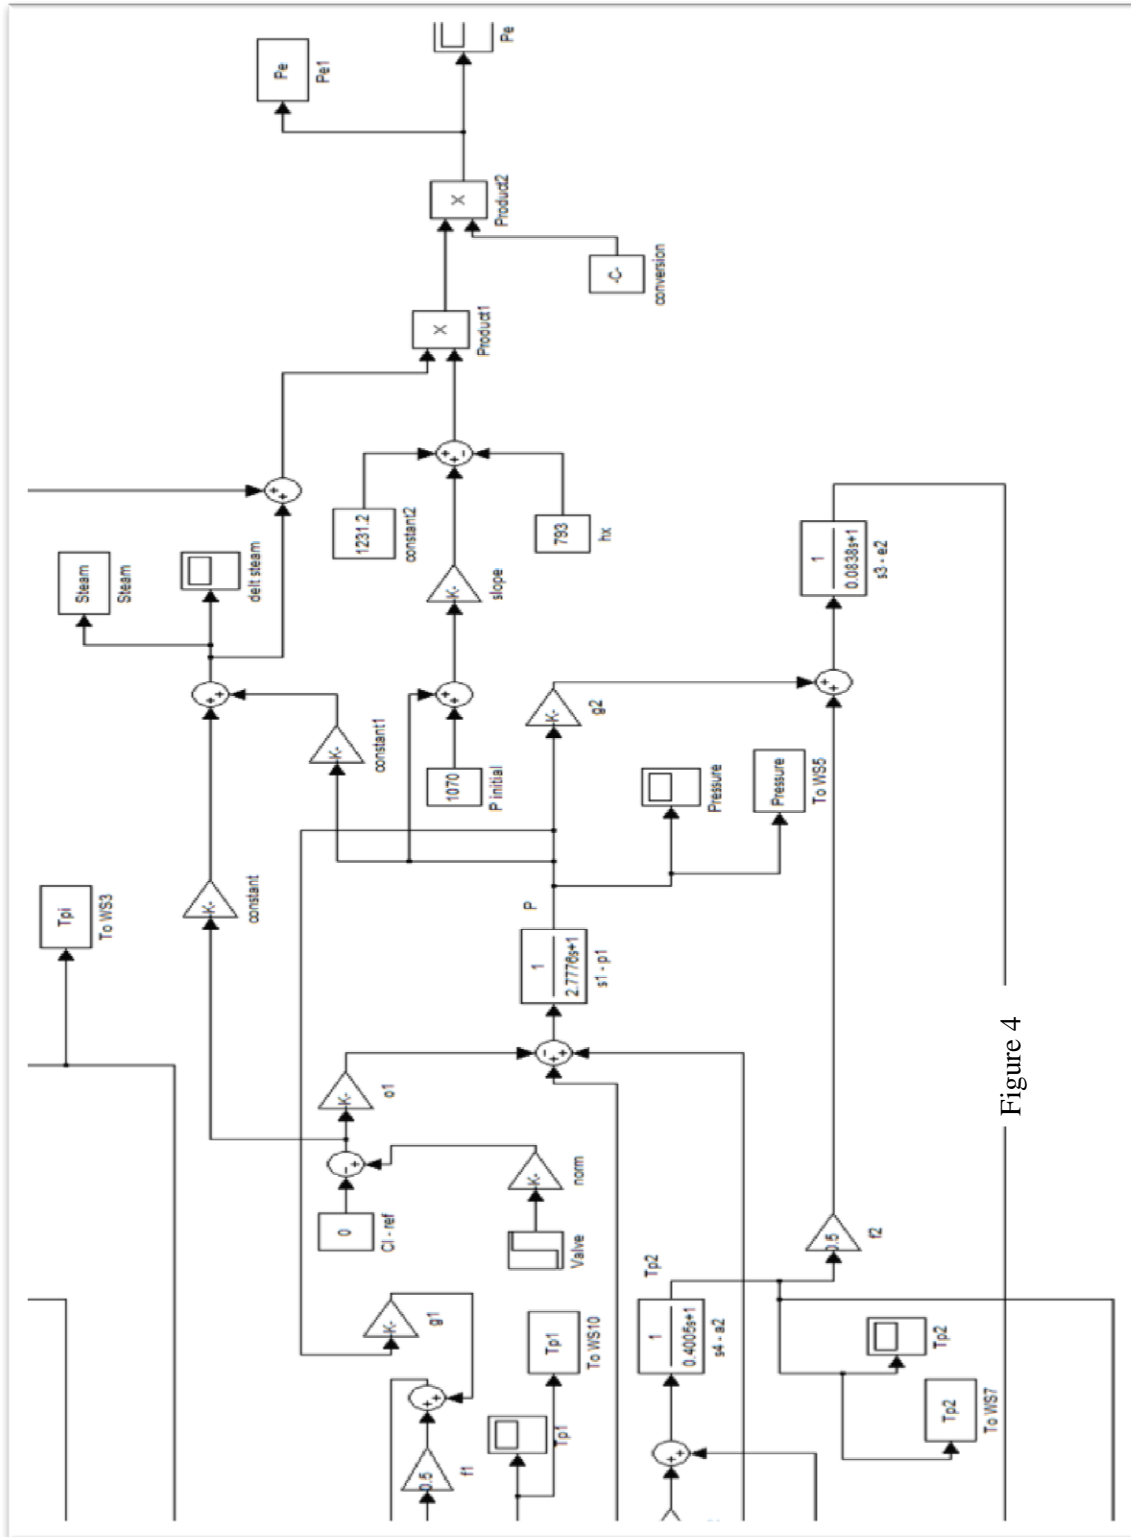 Pe
Pe1
Pe
X
Product2
-C-
conversion
X
Product1
Steam
Steam
delt steam
1231.2
constant2
793
hx
K-
slope
1
0.0838s+1
s3 - e2
K-
constant1
1070
P initial
K-
g2
Pressure
Pressure
To WS5
Tpi
To WS3
K-
constant
P
1
2.7776s+1
s1 - p1
K-
o1
0
Cl - ref
K-
norm
Valve
K-
g1
0.5
f1
Tp1
Tp1
To WS10
Tp2
1
0.4005s+1
s4 - a2
0.5
f2
Tp2
Tp2
To WS7
Figure 4